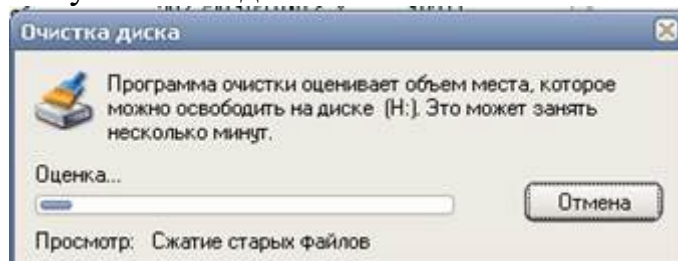 Очистка диска
Программа очистки оценивает объем места, которое
можно освободить на диске (H:). Это может занять
несколько минут.
Оценка...
Отмена
Просмотр: Сжатие старых файлов